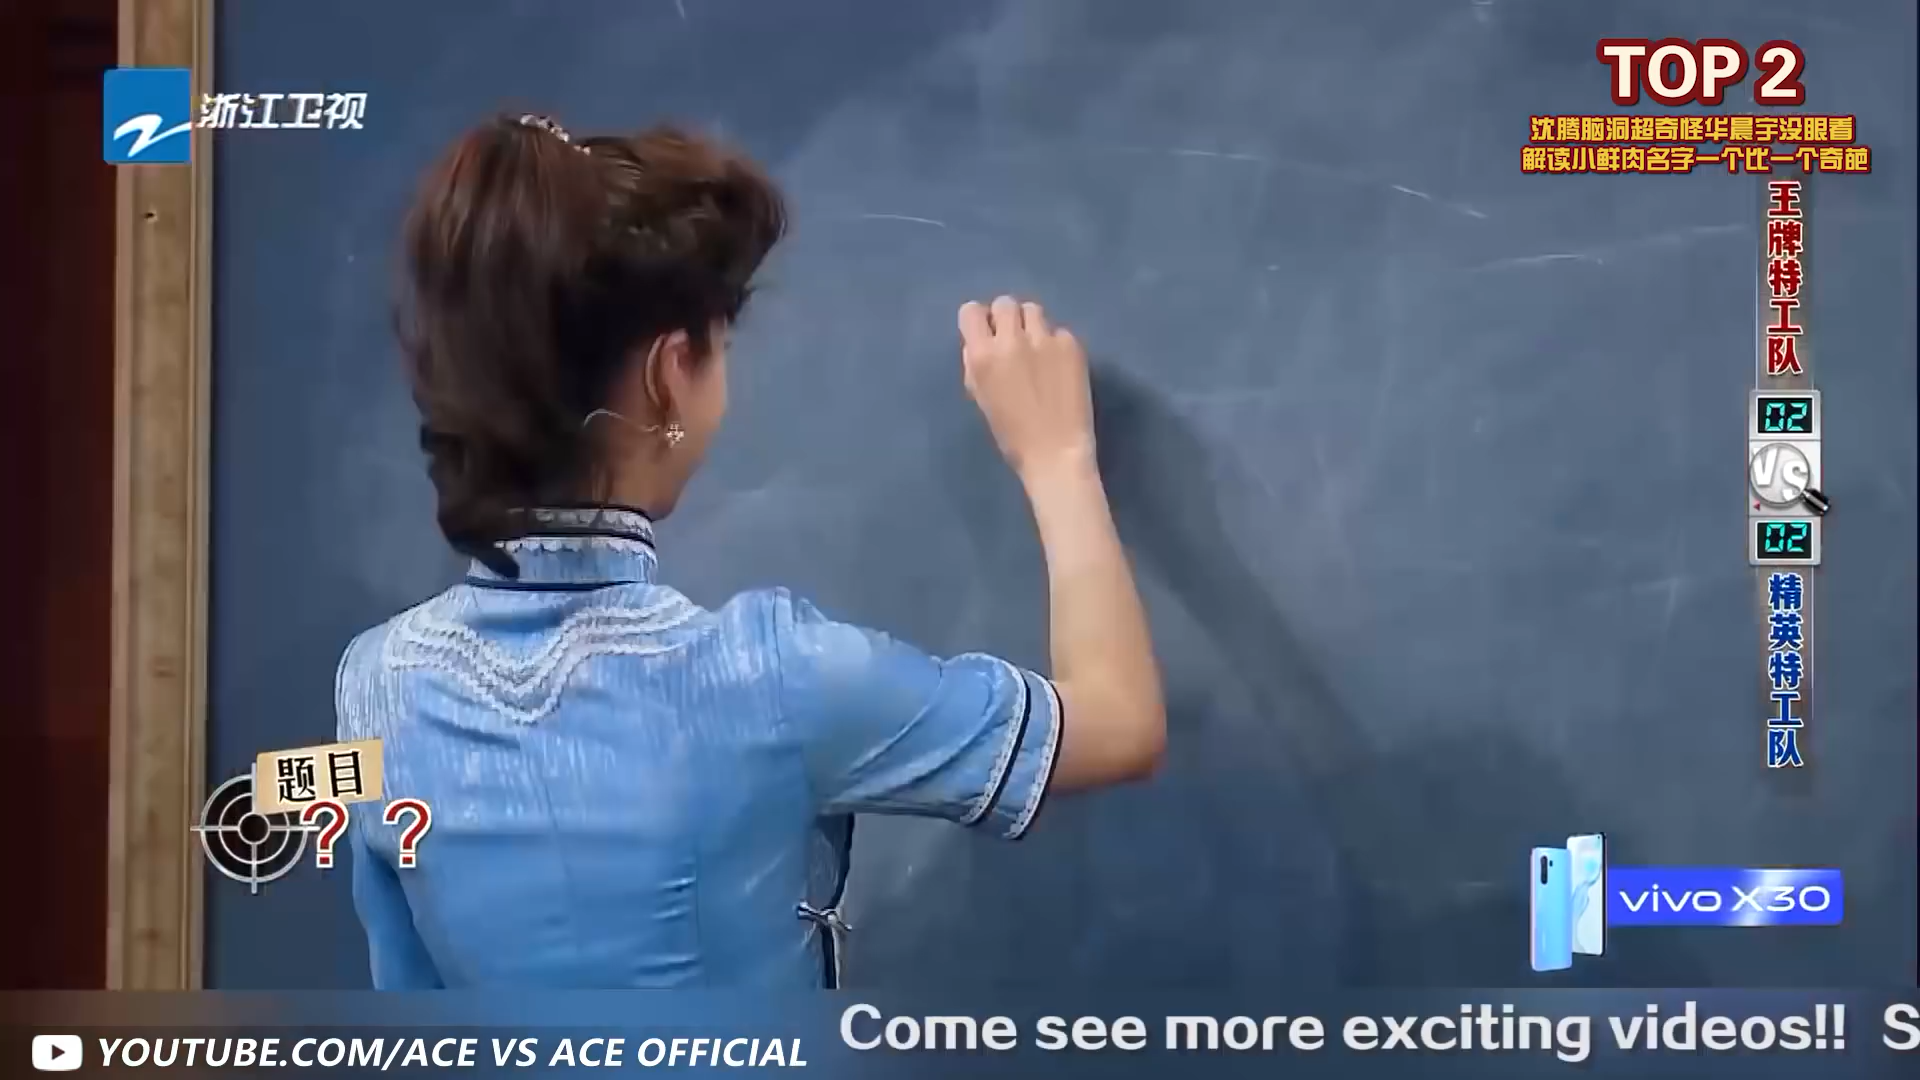 浙江卫视
TOP 2
沈腾脑洞超奇怪华晨宇没眼看
解读小鲜肉名字一个比一个奇葩
王牌特工队
02
VS
02
精英特工队
题目
? ?
vivo X30
YOUTUBE.COM/ACE VS ACE OFFICIAL
Come see more exciting videos!! S